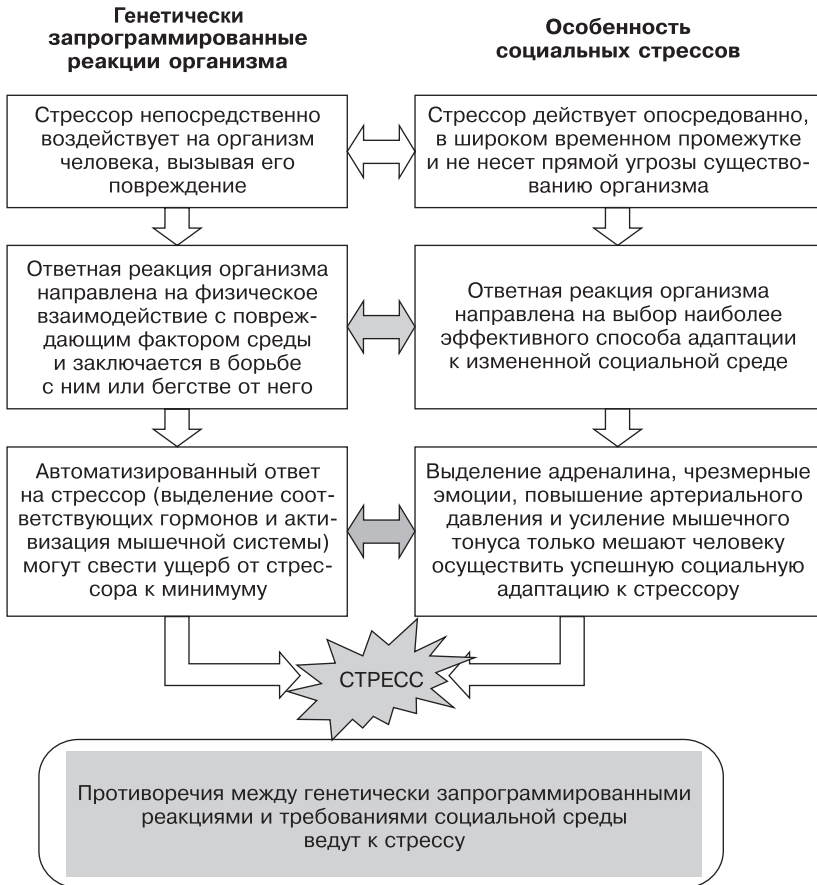 Генетически
запрограммированные
реакции организма
Особенность
социальных стрессов
Стрессор непосредственно
воздействует на организм
человека, вызывая его
повреждение
Стрессор действует опосредованно,
в широком временном промежутке
и не несет прямой угрозы существо-
ванию организма
Ответная реакция организма
направлена на физическое
взаимодействие с повреж-
дающим фактором среды
и заключается в борьбе
с ним или бегстве от него
Ответная реакция организма
направлена на выбор наиболее
эффективного способа адаптации
к измененной социальной среде
Автоматизированный ответ
на стрессор (выделение соот-
ветствующих гормонов и акти-
визация мышечной системы)
могут свести ущерб от стрес-
сора к минимуму
Выделение адреналина, чрезмерные
эмоции, повышение артериального
давления и усиление мышечного
тонуса только мешают человеку
осуществить успешную социальную
адаптацию к стрессору
СТРЕСС
Противоречия между генетически запрограммированными
реакциями и требованиями социальной среды
ведут к стрессу